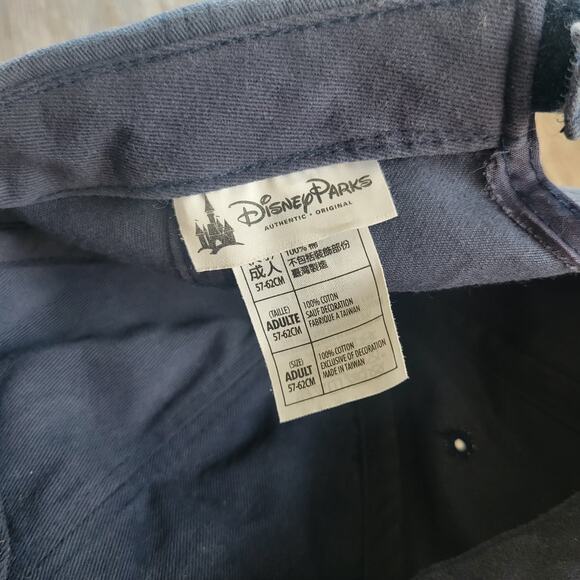 Disney Parks
AUTHENTIC • ORIGINAL
成人
57-62CM
100% 棉
不包括裝飾部份
臺灣製造
(TAILLE)
ADULTE
57-62CM
100% COTON
SAUF DECORATION
FABRIQUE A TAIWAN
(SIZE)
ADULT
57-62CM
100% COTTON
EXCLUSIVE OF DECORATION
MADE IN TAIWAN